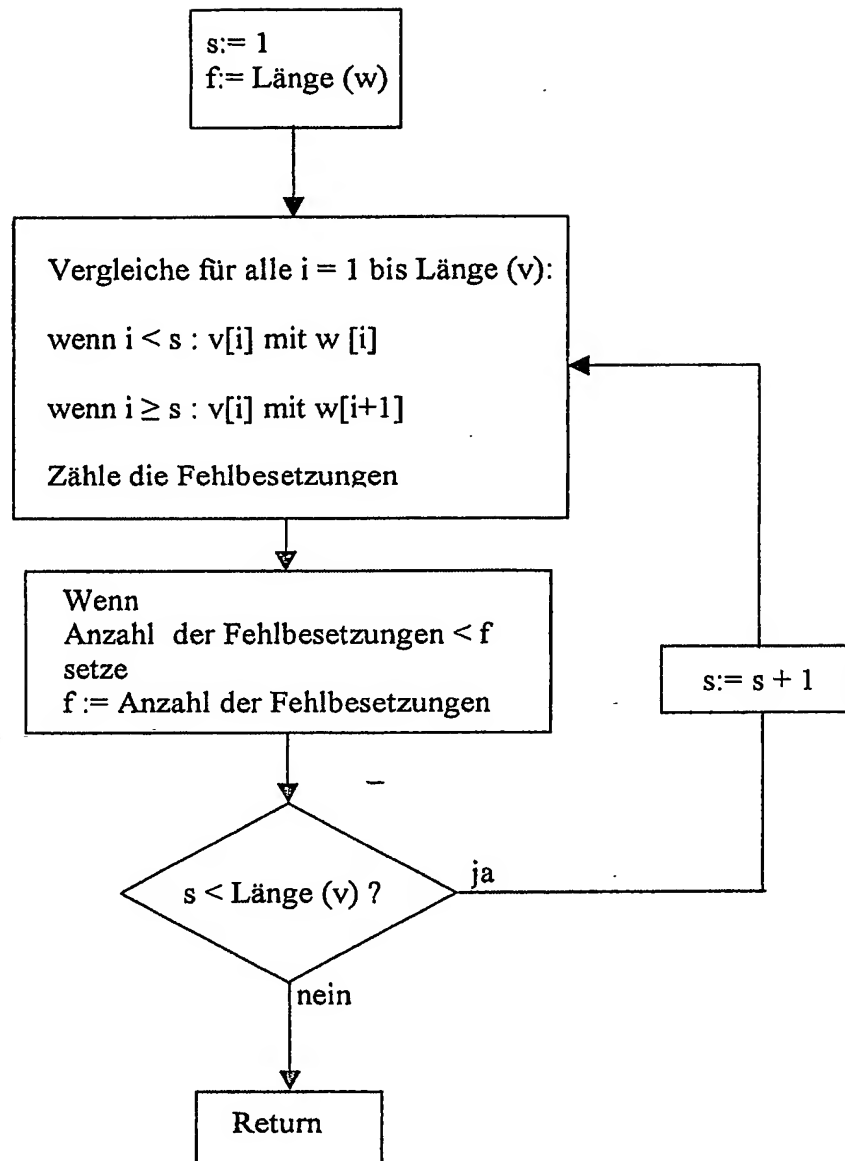 s:= 1
f:= Länge (w)
Vergleiche für alle i = 1 bis Länge (v):
wenn i < s : v[i] mit w [i]
wenn i ≥ s : v[i] mit w[i+1]
Zähle die Fehlbesetzungen
Wenn
Anzahl der Fehlbesetzungen < f
setze
f := Anzahl der Fehlbesetzungen
s:= s + 1
s < Länge (v) ?
ja
nein
Return